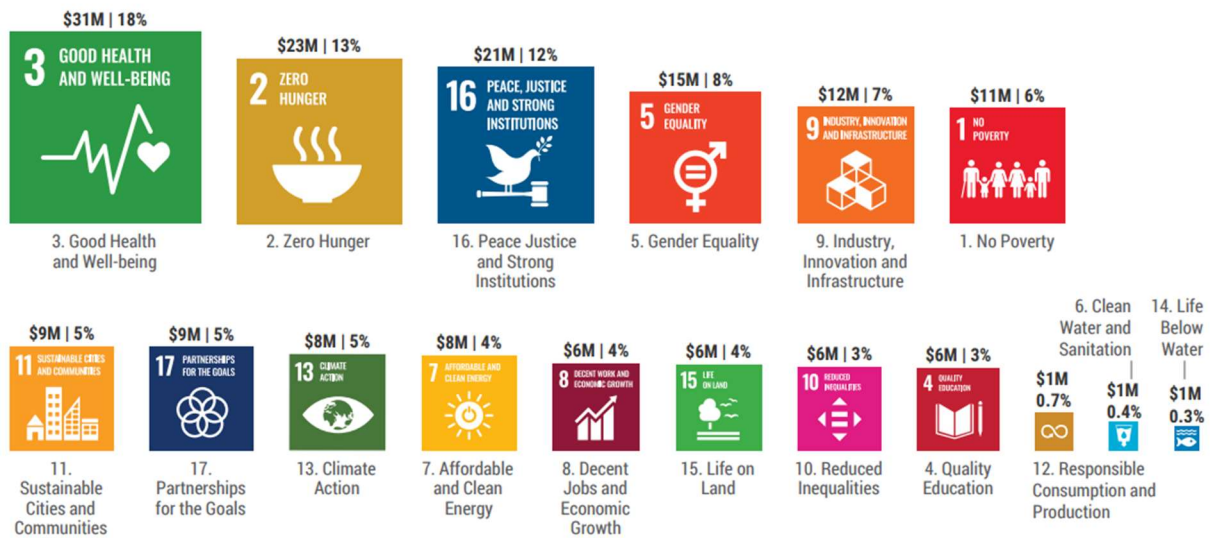 $31M | 18%
3 GOOD HEALTH
AND WELL-BEING
3. Good Health
and Well-being
$23M | 13%
2 ZERO
HUNGER
2. Zero Hunger
$21M | 12%
16 PEACE, JUSTICE
AND STRONG
INSTITUTIONS
16. Peace Justice
and Strong
Institutions
$15M | 8%
5 GENDER
EQUALITY
5. Gender Equality
$12M | 7%
9 INDUSTRY, INNOVATION
AND INFRASTRUCTURE
9. Industry,
Innovation and
Infrastructure
$11M | 6%
1 NO
POVERTY
1. No Poverty
$9M | 5%
11 SUSTAINABLE CITIES
AND COMMUNITIES
11.
Sustainable
Cities and
Communities
$9M | 5%
17 PARTNERSHIPS
FOR THE GOALS
17.
Partnerships
for the Goals
$8M | 5%
13 CLIMATE
ACTION
13. Climate
Action
$8M | 4%
7 AFFORDABLE AND
CLEAN ENERGY
7. Affordable
and Clean
Energy
$6M | 4%
8 DECENT WORK AND
ECONOMIC GROWTH
8. Decent
Jobs and
Economic
Growth
$6M | 4%
15 LIFE
ON LAND
15. Life on
Land
$6M | 3%
10 REDUCED
INEQUALITIES
10. Reduced
Inequalities
$6M | 3%
4 QUALITY
EDUCATION
4. Quality
Education
$1M
0.7%
12. Responsible
Consumption and
Production
6. Clean
Water and
Sanitation
$1M
0.4%
14. Life
Below
Water
$1M
0.3%